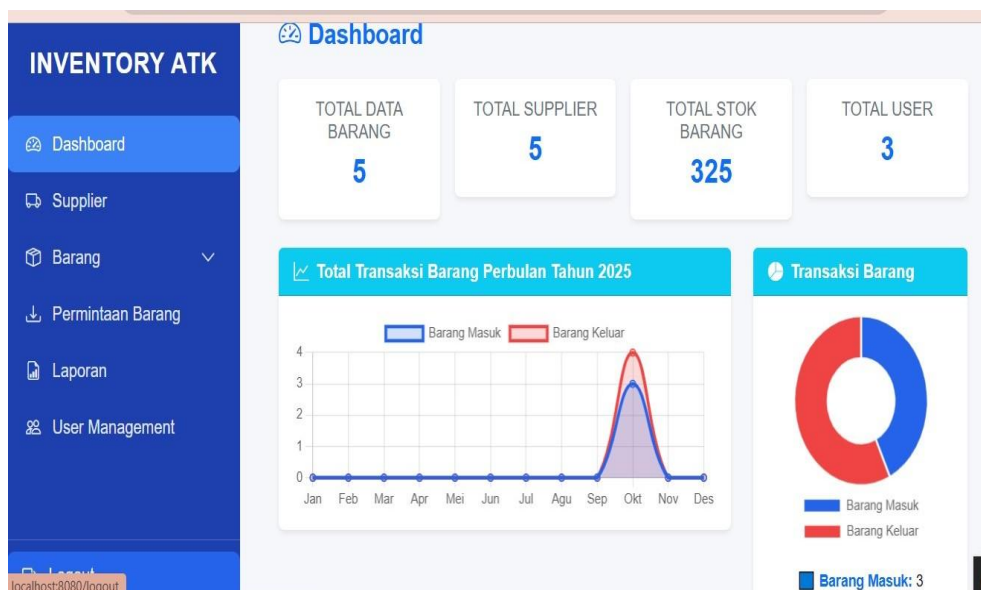 INVENTORY ATK
Dashboard
Supplier
Barang
Permintaan Barang
Laporan
User Management
Logout
localhost:8080/logout
Dashboard
TOTAL DATA
BARANG
5
TOTAL SUPPLIER
5
TOTAL STOK
BARANG
325
TOTAL USER
3
Total Transaksi Barang Perbulan Tahun 2025
Barang Masuk Barang Keluar
4
3
2
1
0
Jan Feb Mar Apr Mei Jun Jul Agu Sep Okt Nov Des
Transaksi Barang
Barang Masuk
Barang Keluar
Barang Masuk: 3